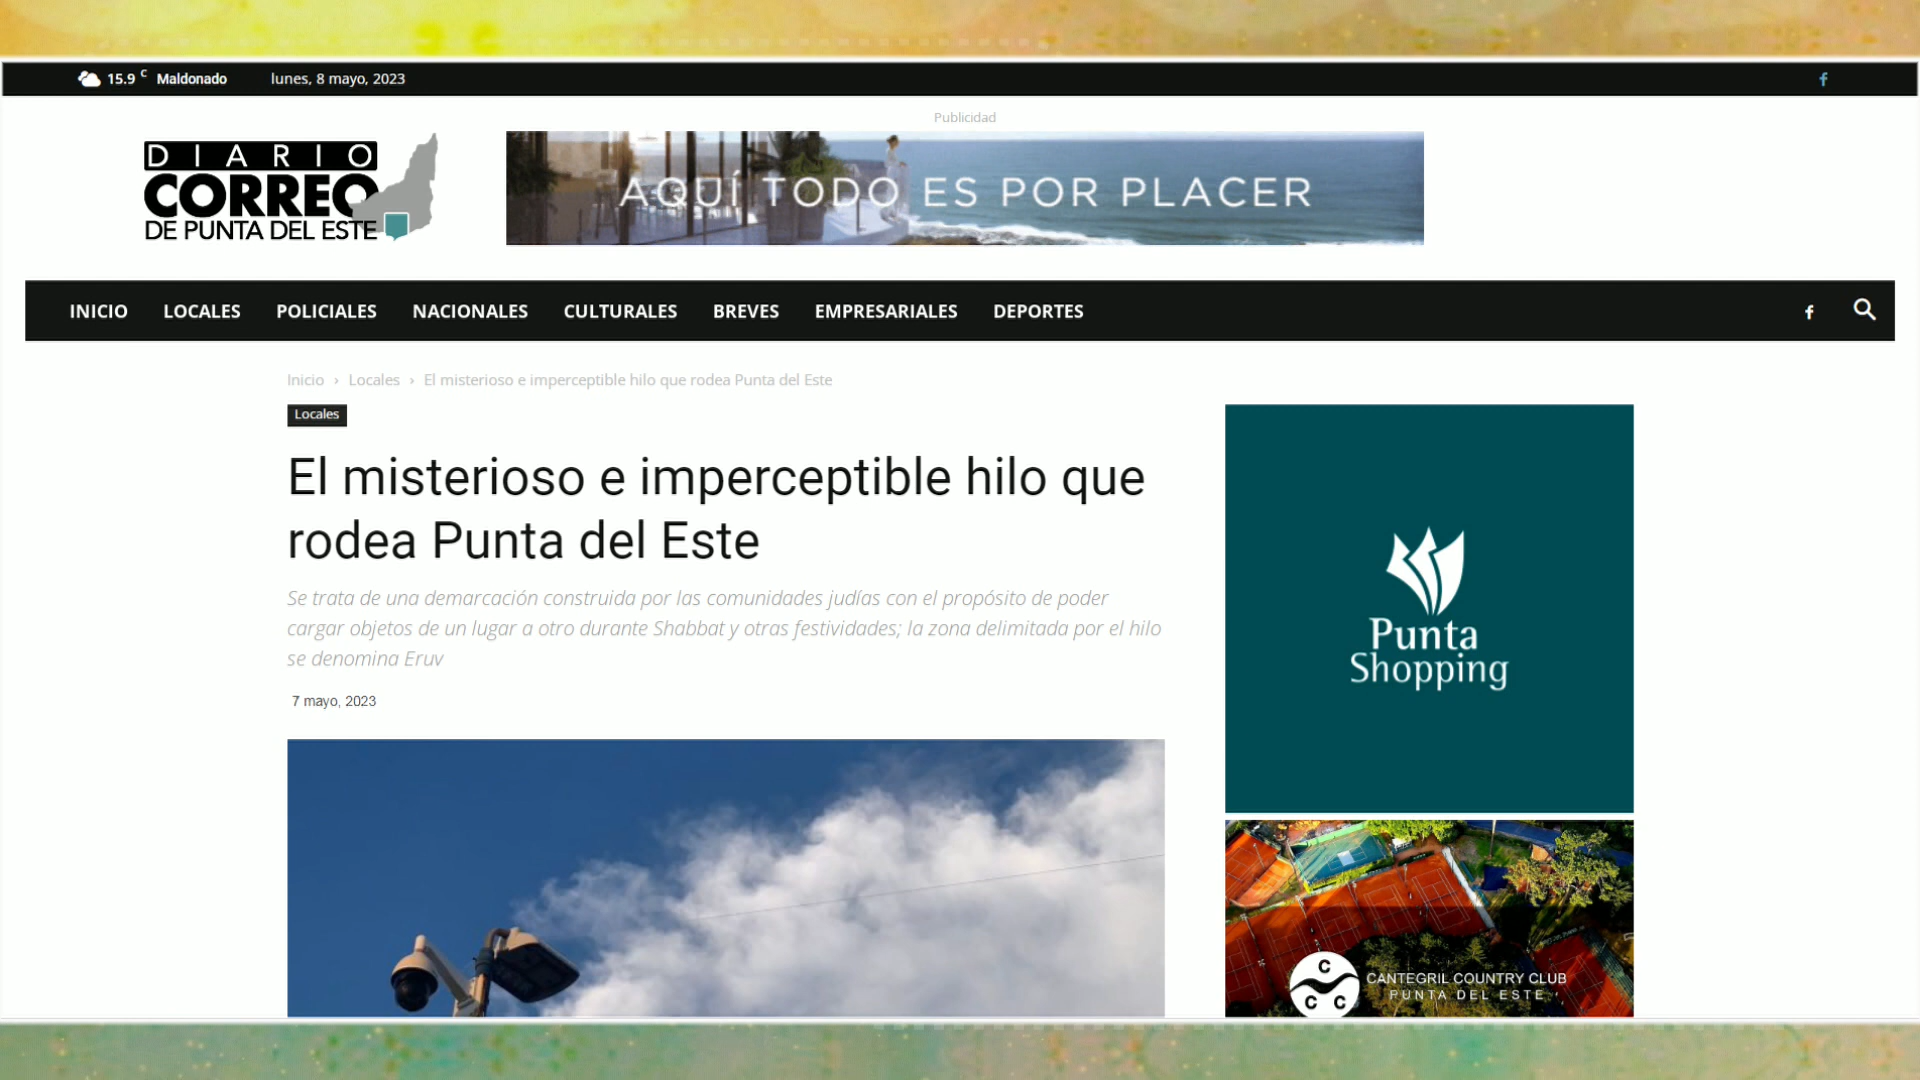 15.9 C Maldonado lunes, 8 mayo, 2023
Publicidad
DIARIO
CORREO
DE PUNTA DEL ESTE
AQUÍ TODO ES POR PLACER
INICIO LOCALES POLICIALES NACIONALES CULTURALES BREVES EMPRESARIALES DEPORTES
Inicio › Locales › El misterioso e imperceptible hilo que rodea Punta del Este
Locales
El misterioso e imperceptible hilo que
rodea Punta del Este
Se trata de una demarcación construida por las comunidades judías con el propósito de poder
cargar objetos de un lugar a otro durante Shabbat y otras festividades; la zona delimitada por el hilo
se denomina Eruv
7 mayo, 2023
Punta
Shopping
C
C C
CANTEGRIL COUNTRY CLUB
PUNTA DEL ESTE